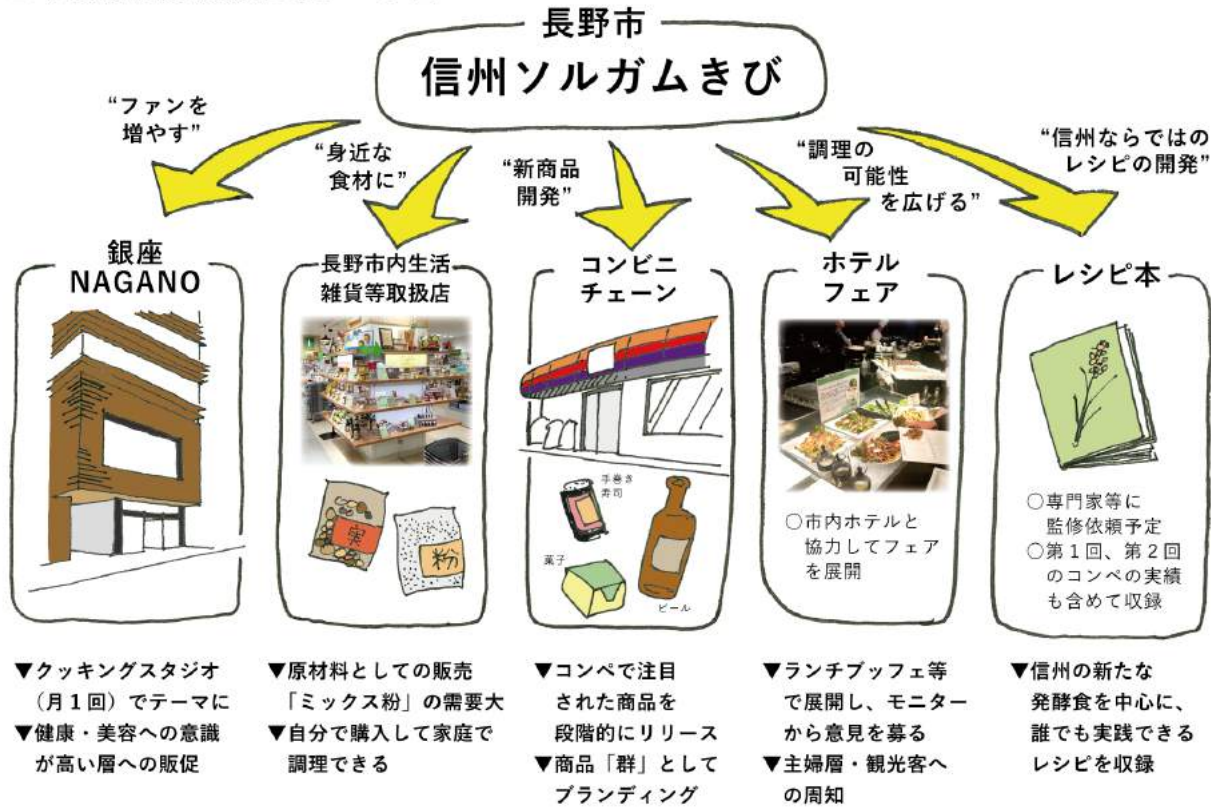 長野市
信州ソルガムきび
“ファンを
増やす”
“身近な
食材に”
“新商品
開発”
“調理の
可能性
を広げる”
“信州ならではの
レシピの開発”
銀座
NAGANO
長野市内生活
雑貨等取扱店
実
粉
コンビニ
チェーン
手巻き
寿司
菓子
ビール
ホテル
フェア
○市内ホテルと
協力してフェア
を展開
レシピ本
○専門家等に
監修依頼予定
○第1回、第2回
のコンペの実績
も含めて収録
▼クッキングスタジオ
（月1回）でテーマに
▼健康・美容への意識
が高い層への販促
▼原材料としての販売
「ミックス粉」の需要大
▼自分で購入して家庭で
調理できる
▼コンペで注目
された商品を
段階的にリリース
▼商品「群」として
ブランディング
▼ランチブッフェ等
で展開し、モニター
から意見を募る
▼主婦層・観光客へ
の周知
▼信州の新たな
発酵食を中心に、
誰でも実践できる
レシピを収録